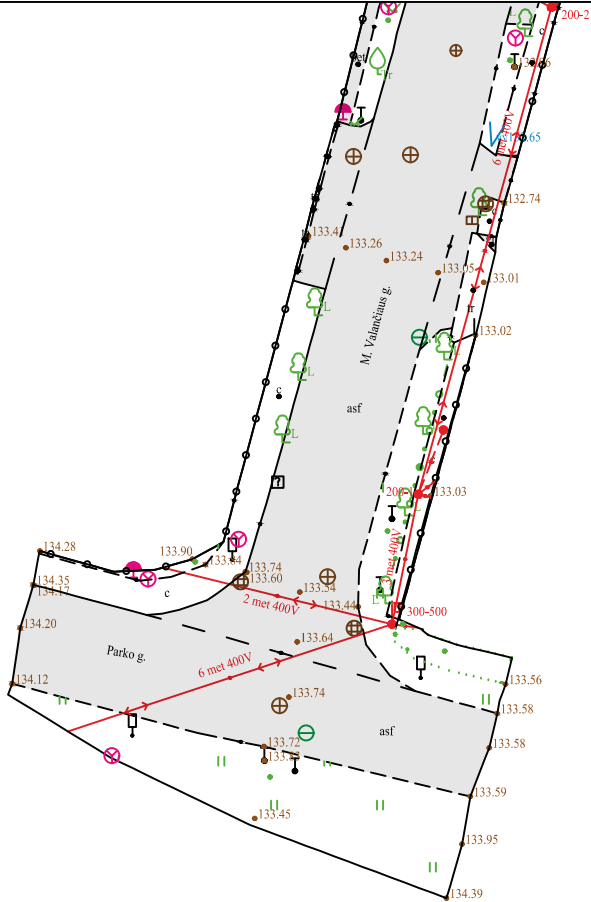 200-2
c
6 met 400V
132.74
133.41
133.26
133.24
133.05
133.01
tr
M. Valančiaus g.
133.02
L
L
c
asf
L
133.03
3 met 400V
134.28
133.90
133.84
133.74
133.60
133.54
134.35
134.17
c
2 met 400V
133.44
L
300-500
134.20
133.64
Parko g.
6 met 400V
134.12
133.56
133.74
133.58
asf
133.72
133.58
133.59
133.45
133.95
134.39